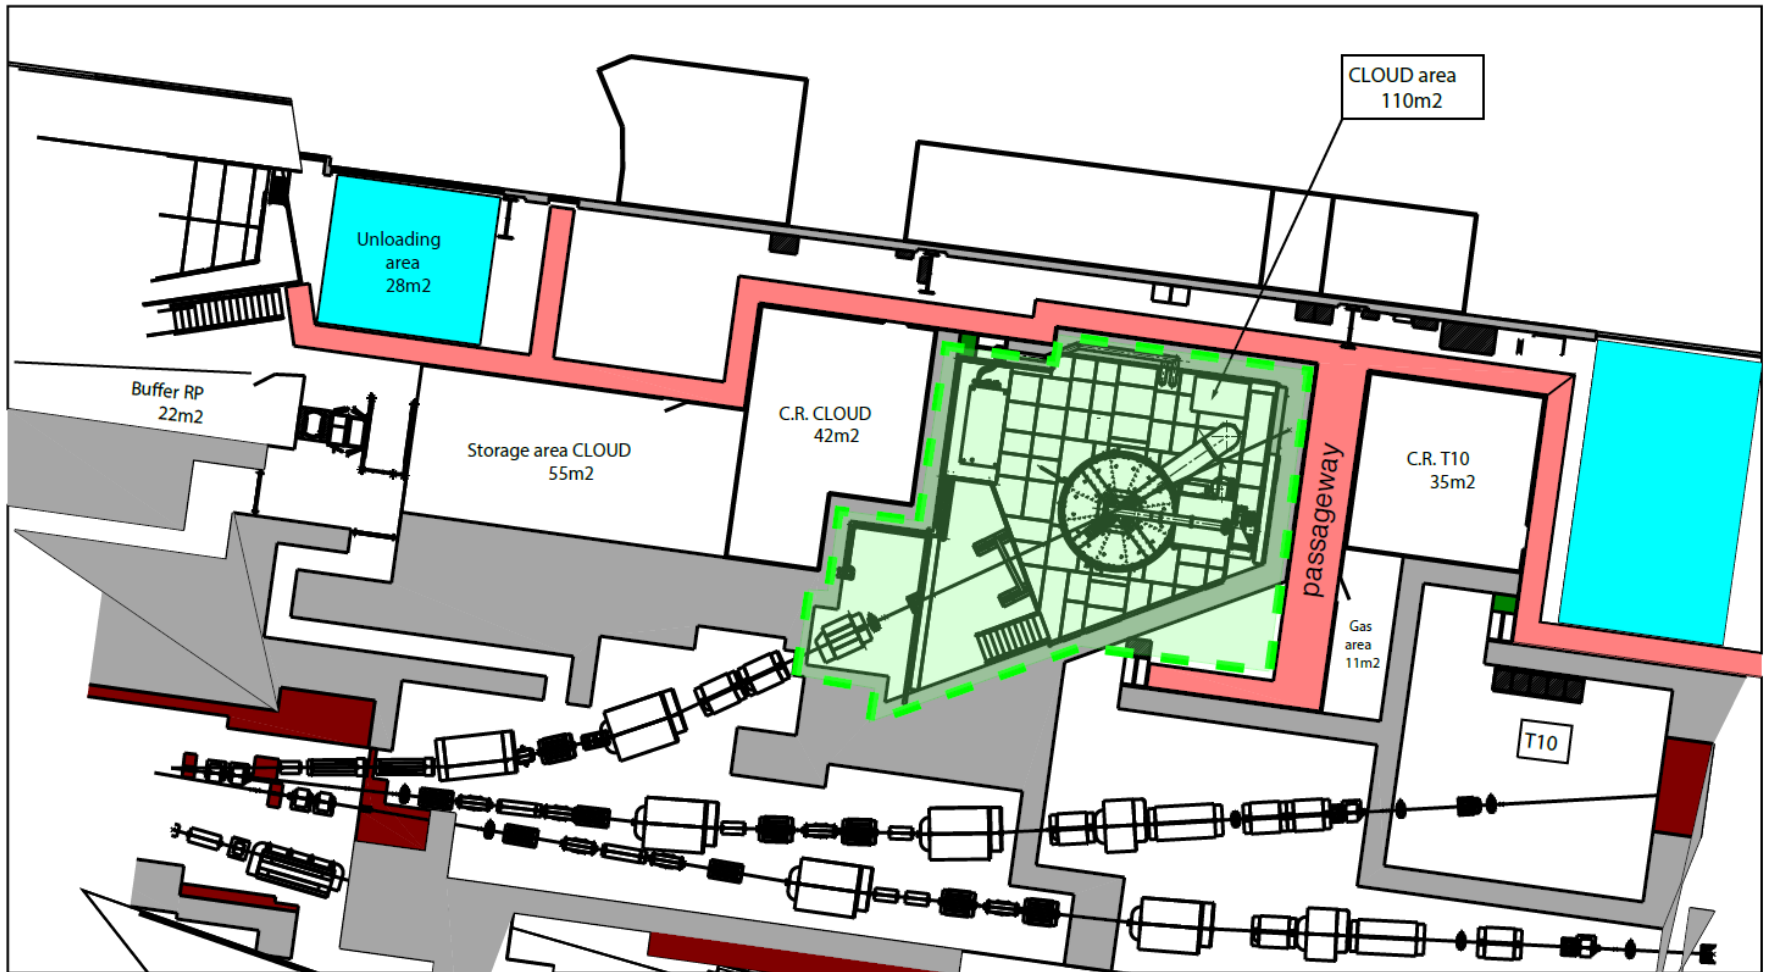 CLOUD area
110m2
Unloading
area
28m2
Buffer RP
22m2
Storage area CLOUD
55m2
C.R. CLOUD
42m2
passageway
C.R. T10
35m2
Gas
area
11m2
T10